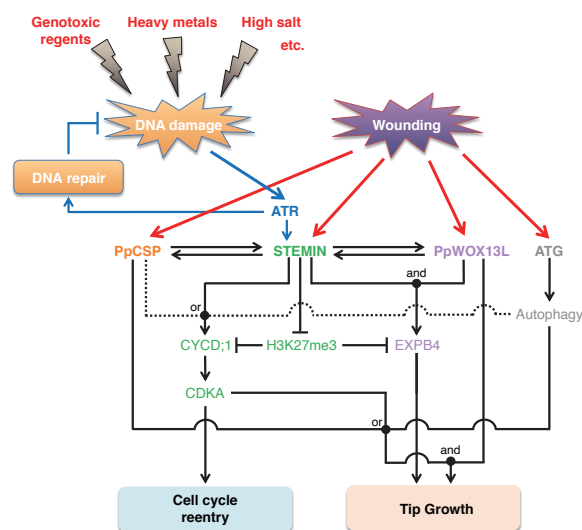 Genotoxic
regents
Heavy metals
High salt
etc.
DNA damage
Wounding
DNA repair
ATR
PpCSP
STEMIN
PpWOX13L
ATG
and
or
Autophagy
CYCD;1
H3K27me3
EXPB4
CDKA
or
and
Cell cycle
reentry
Tip Growth